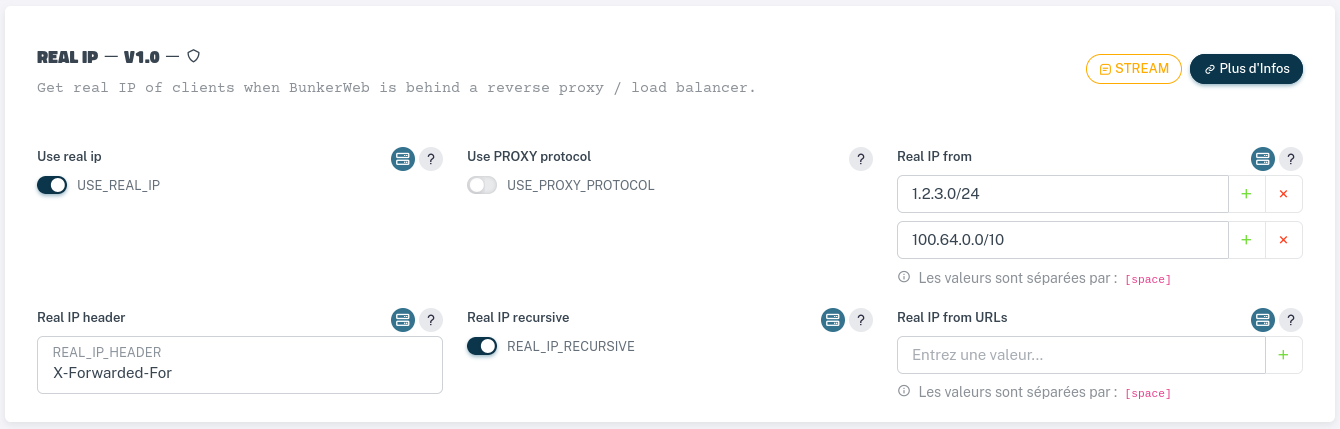 REAL IP — V1.0 —
Get real IP of clients when BunkerWeb is behind a reverse proxy / load balancer.
STREAM
Plus d'Infos
Use real ip
?
USE_REAL_IP
Use PROXY protocol
?
USE_PROXY_PROTOCOL
Real IP from
?
1.2.3.0/24
+ ×
100.64.0.0/10
+ ×
Les valeurs sont séparées par : [space]
Real IP header
?
REAL_IP_HEADER
X-Forwarded-For
Real IP recursive
?
REAL_IP_RECURSIVE
Real IP from URLs
?
Entrez une valeur...
+
Les valeurs sont séparées par : [space]